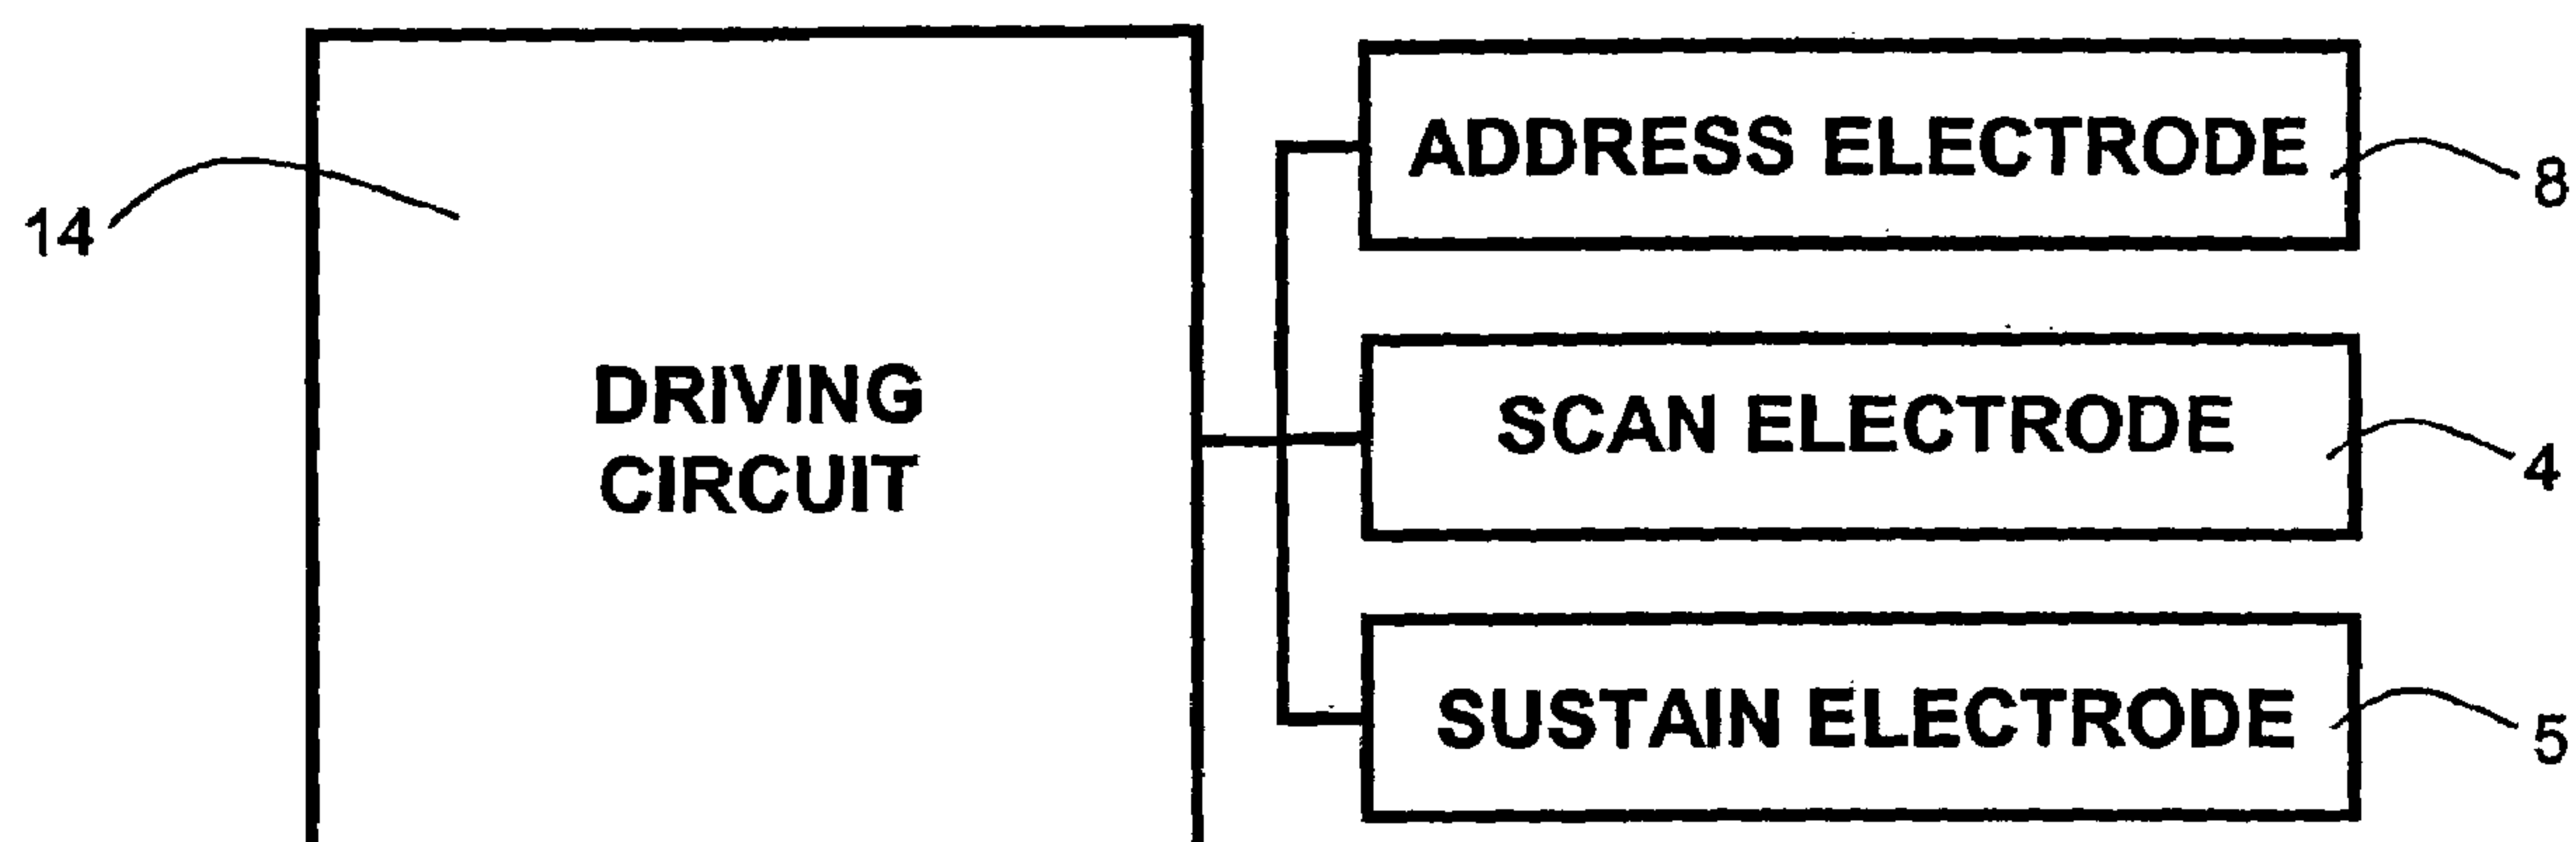 14
DRIVING
CIRCUIT
ADDRESS ELECTRODE
8
SCAN ELECTRODE
4
SUSTAIN ELECTRODE
5